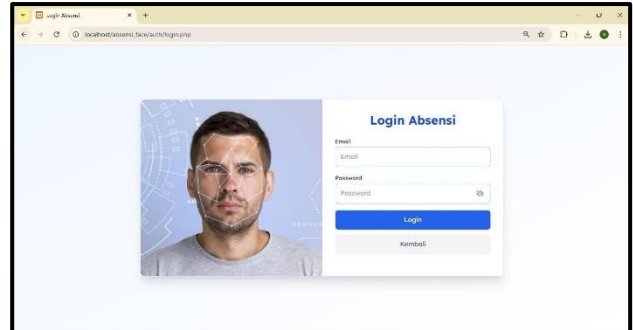 Login Absensi
localhost/absensi_face/auth/login.php
Login Absensi
Email
Email
Password
Password
Login
Kembali